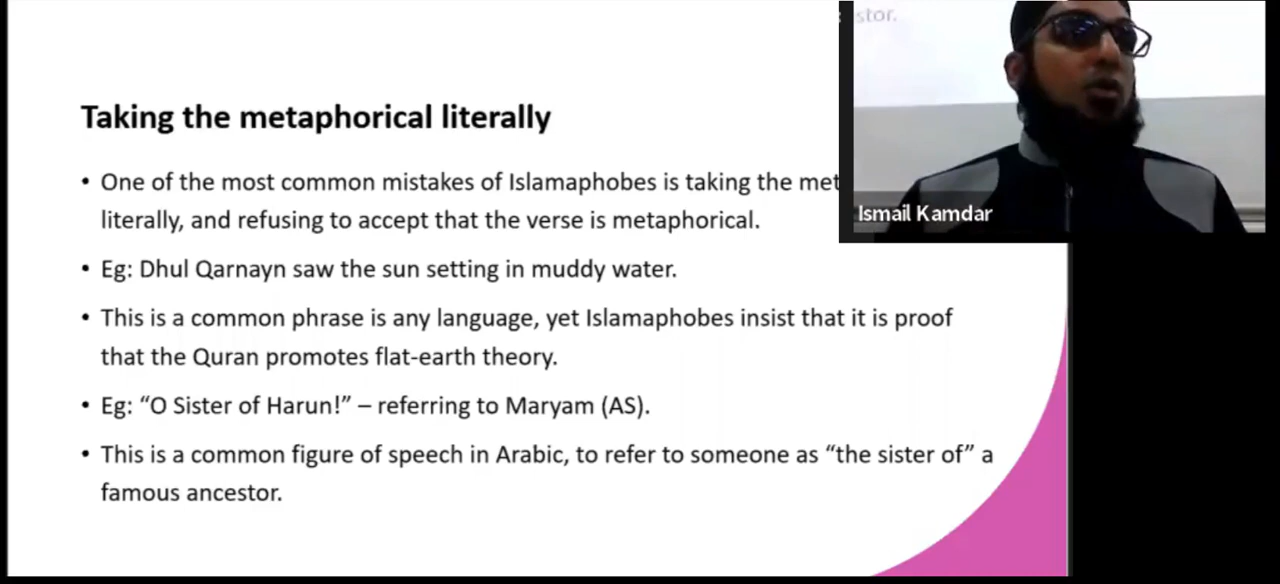 Taking the metaphorical literally
• One of the most common mistakes of Islamaphobes is taking the met
literally, and refusing to accept that the verse is metaphorical.
• Eg: Dhul Qarnayn saw the sun setting in muddy water.
• This is a common phrase is any language, yet Islamaphobes insist that it is proof
that the Quran promotes flat-earth theory.
• Eg: “O Sister of Harun!” – referring to Maryam (AS).
• This is a common figure of speech in Arabic, to refer to someone as “the sister of” a
famous ancestor.
stor.
Ismail Kamdar